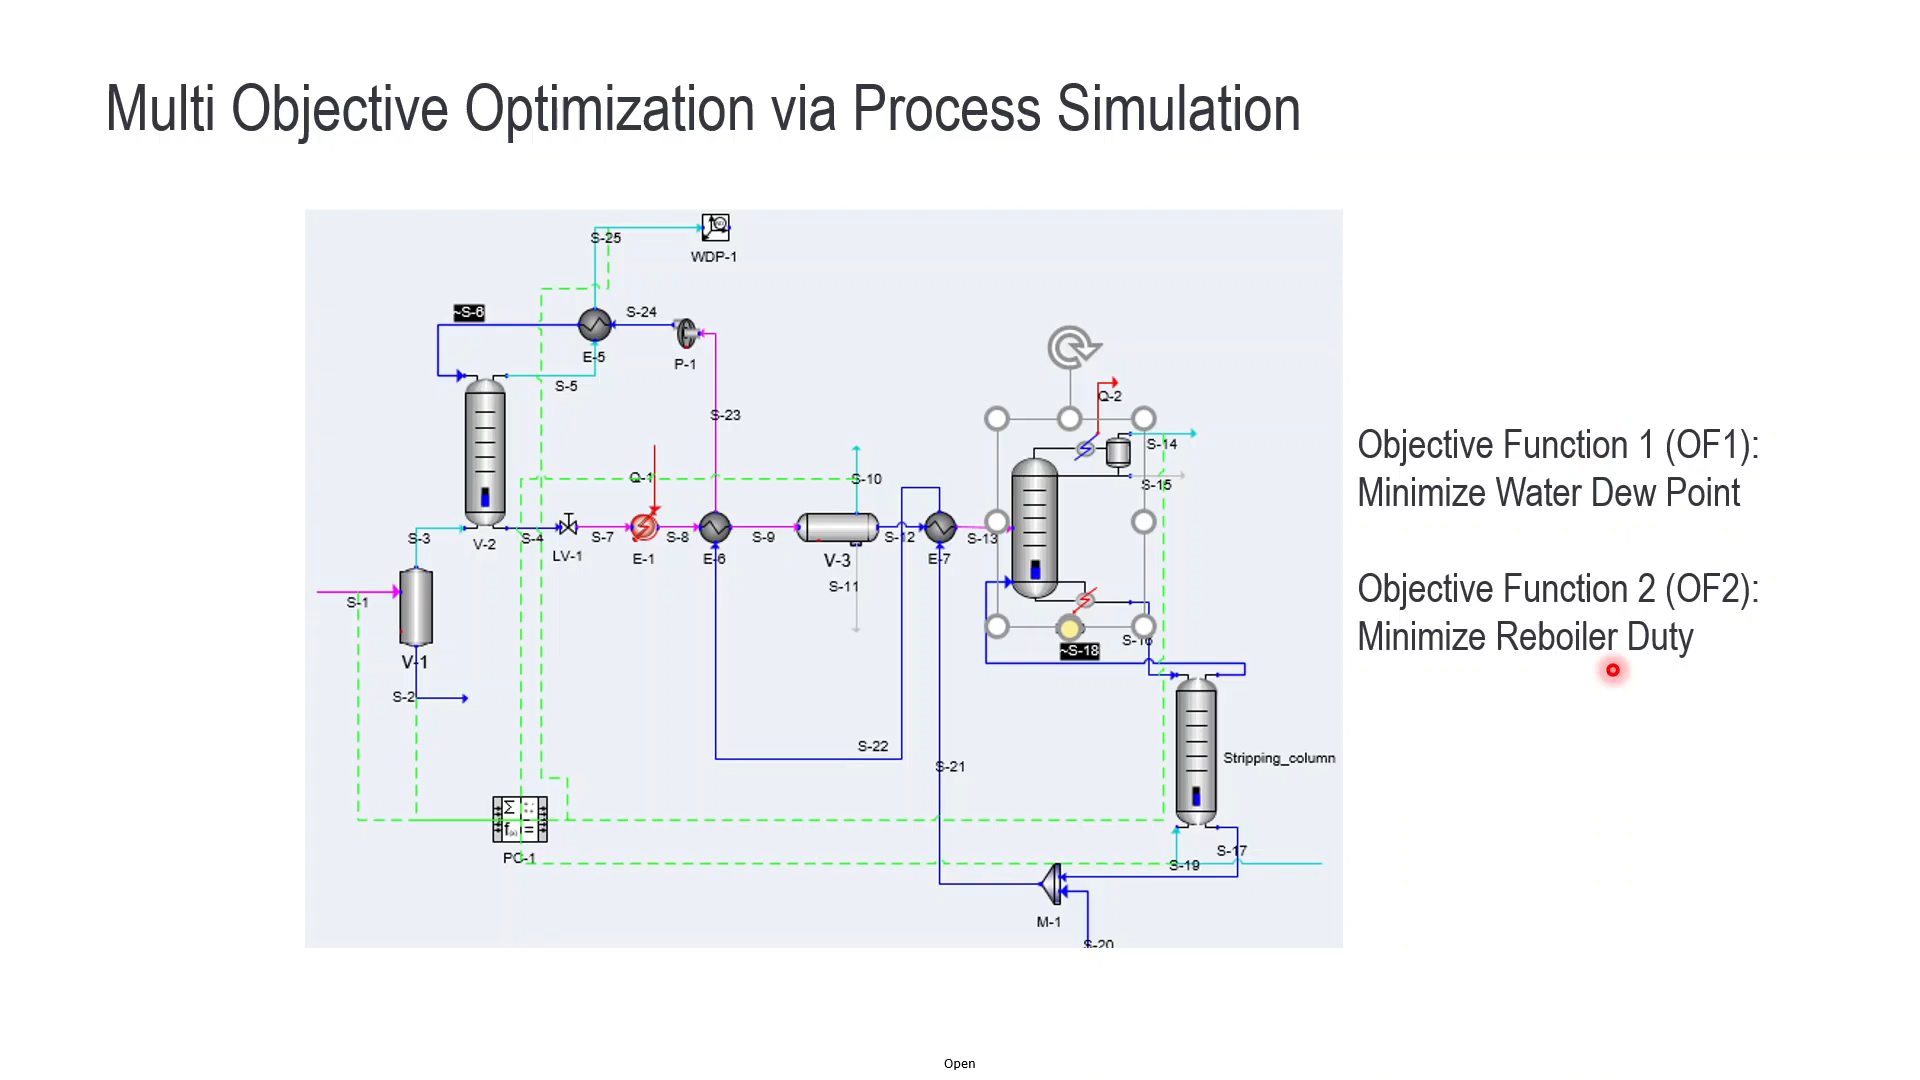 Multi Objective Optimization via Process Simulation
S-25
WDP-1
~S-6
S-24
E-5
P-1
S-5
S-23
Q-2
S-14
S-15
Q-1
S-10
S-3
V-2
S-4
LV-1
S-7
E-1
S-8
E-6
S-9
V-3
S-11
S-12
E-7
S-13
S-1
V-1
S-2
S-16
~S-18
S-22
S-21
Stripping_column
PC-1
S-19
S-17
M-1
S-20
Objective Function 1 (OF1):
Minimize Water Dew Point
Objective Function 2 (OF2):
Minimize Reboiler Duty
Open